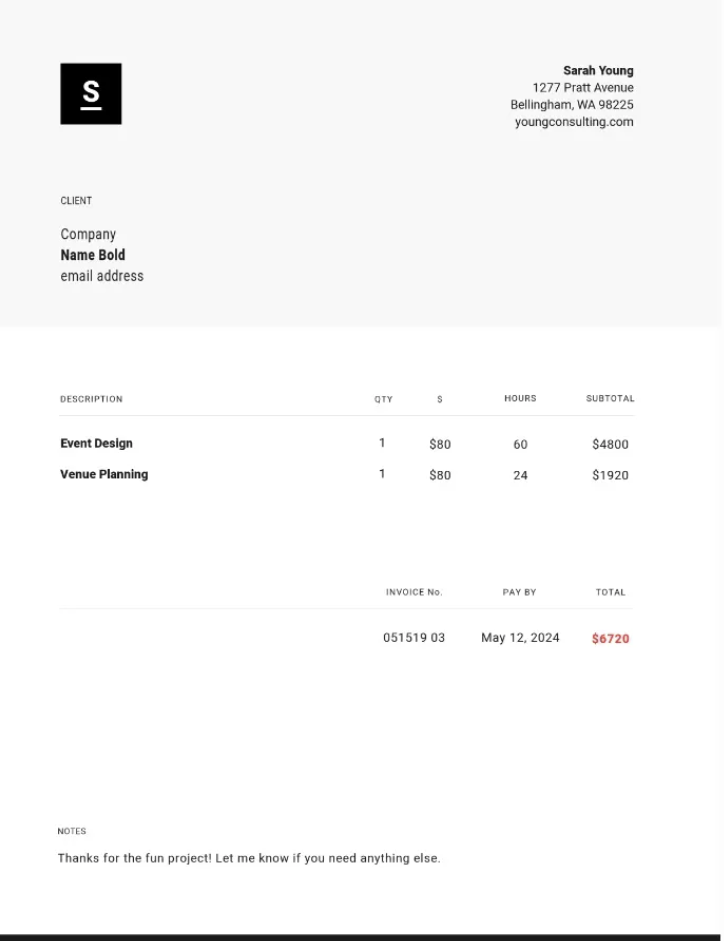 S
Sarah Young
1277 Pratt Avenue
Bellingham, WA 98225
youngconsulting.com
CLIENT
Company
Name Bold
email address
DESCRIPTION QTY $ HOURS SUBTOTAL
Event Design 1 $80 60 $4800
Venue Planning 1 $80 24 $1920
INVOICE No. PAY BY TOTAL
051519 03 May 12, 2024 $6720
NOTES
Thanks for the fun project! Let me know if you need anything else.